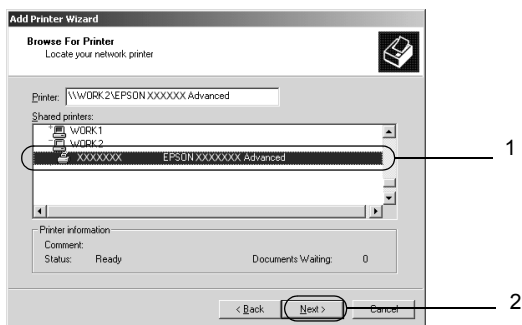 Add Printer Wizard
Browse For Printer
Locate your network printer
Printer: \\WORK2\EPSON XXXXXX Advanced
Shared printers:
WORK1
WORK2
XXXXXXX EPSON XXXXXXX Advanced
1
Printer information
Comment:
Status: Ready Documents Waiting: 0
< Back Next > Cancel
2